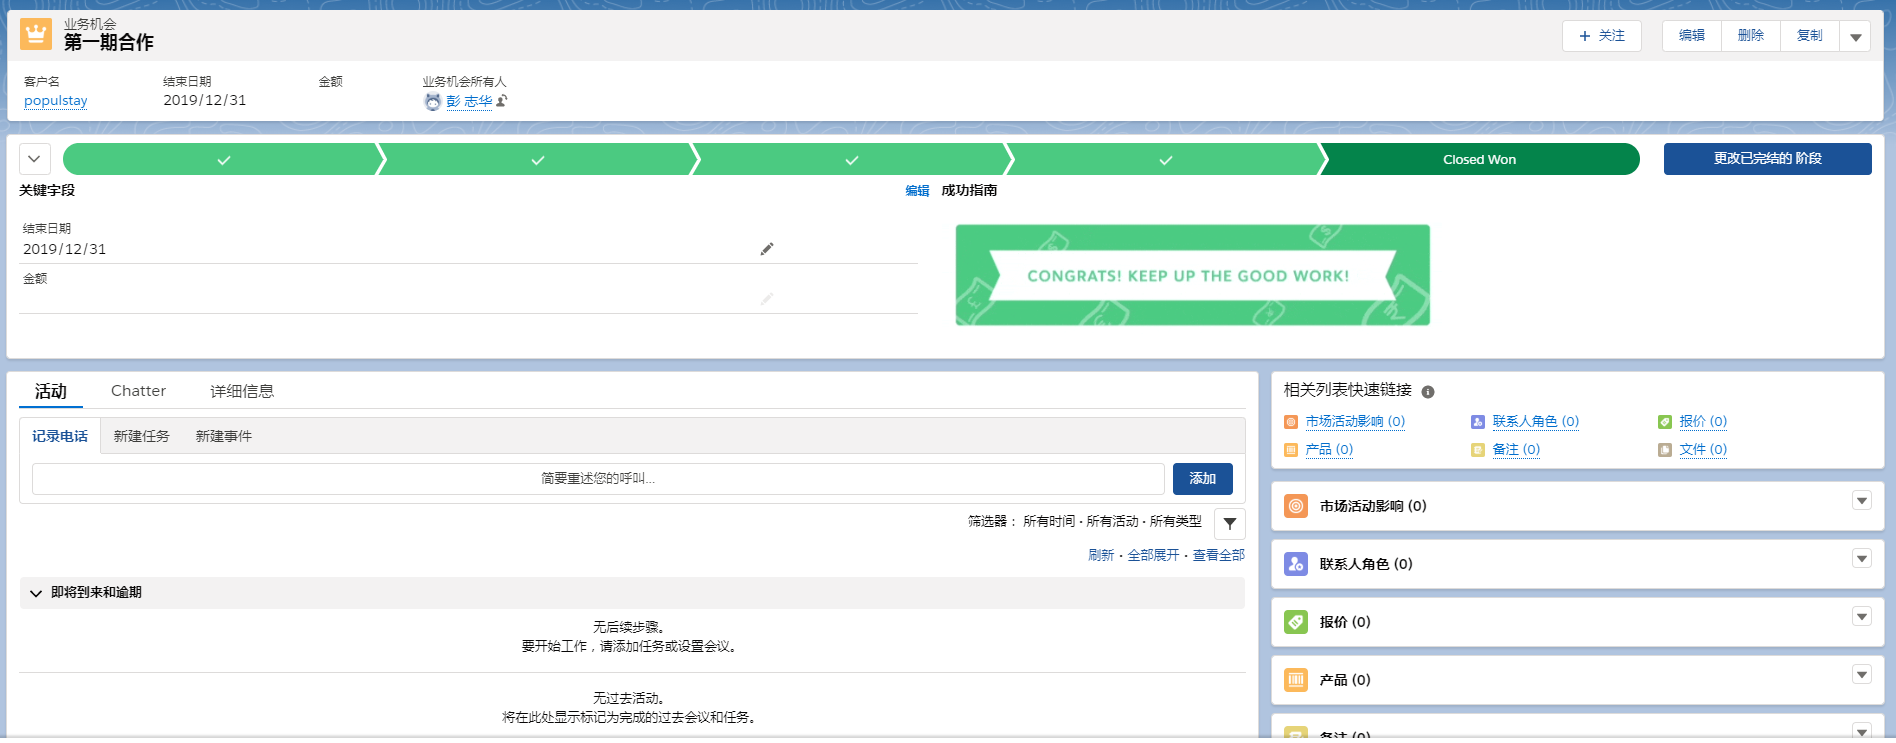 业务机会
第一期合作
+ 关注
编辑 删除 复制
客户名 结束日期 金额 业务机会所有人
populstay 2019/12/31 彭 志华
Closed Won
更改已完结的 阶段
关键字段 编辑 成功指南
结束日期
2019/12/31
金额
CONGRATS! KEEP UP THE GOOD WORK!
活动 Chatter 详细信息
记录电话 新建任务 新建事件
简要重述您的呼叫...
添加
筛选器： 所有时间 · 所有活动 · 所有类型
刷新 · 全部展开 · 查看全部
即将到来和逾期
无后续步骤。
要开始工作，请添加任务或设置会议。
无过去活动。
将在此处显示标记为完成的过去会议和任务。
相关列表快速链接
市场活动影响 (0) 联系人角色 (0) 报价 (0)
产品 (0) 备注 (0) 文件 (0)
市场活动影响 (0)
联系人角色 (0)
报价 (0)
产品 (0)
备注 (0)